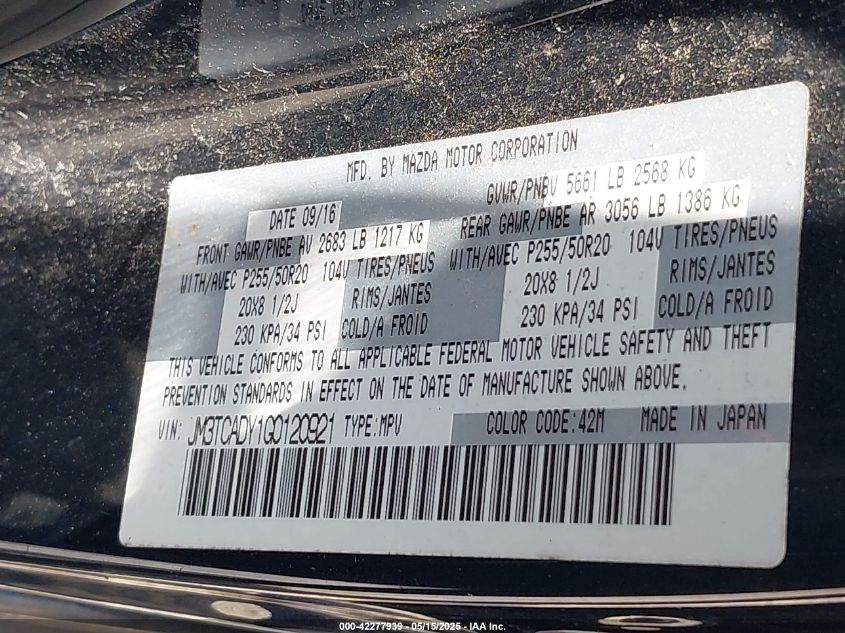 MFD. BY MAZDA MOTOR CORPORATION
DATE 09/16 GVWR/PNBV 5661 LB 2568 KG
FRONT GAWR/PNBE AV 2683 LB 1217 KG REAR GAWR/PNBE AR 3056 LB 1386 KG
WITH/AVEC P255/50R20 104V TIRES/PNEUS WITH/AVEC P255/50R20 104V TIRES/PNEUS
20X8 1/2J RIMS/JANTES 20X8 1/2J RIMS/JANTES
230 KPA/34 PSI COLD/A FROID 230 KPA/34 PSI COLD/A FROID
THIS VEHICLE CONFORMS TO ALL APPLICABLE FEDERAL MOTOR VEHICLE SAFETY AND THEFT
PREVENTION STANDARDS IN EFFECT ON THE DATE OF MANUFACTURE SHOWN ABOVE.
VIN: JM3TCADY1G0120921 TYPE:MPV COLOR CODE:42M MADE IN JAPAN
000-42277939 - 05/15/2025 - IAA Inc.